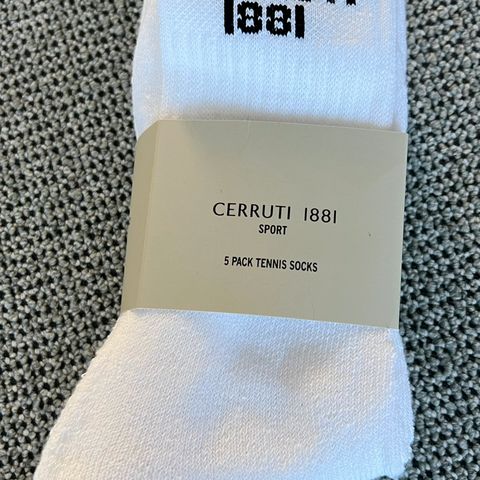 1881
CERRUTI 1881
SPORT
5 PACK TENNIS SOCKS